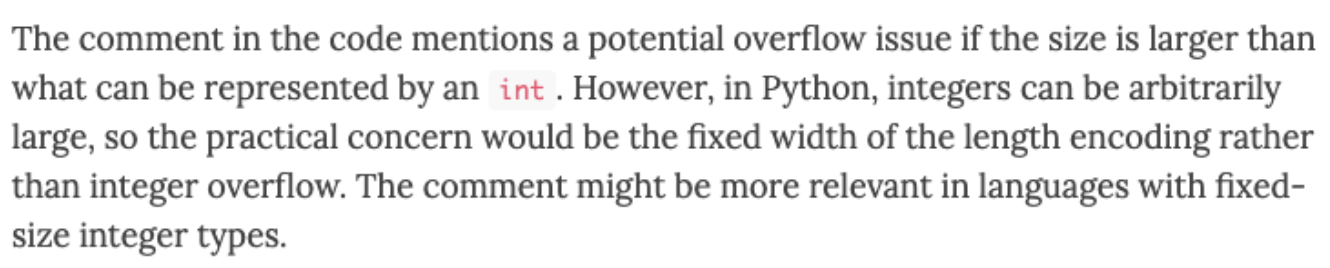 The comment in the code mentions a potential overflow issue if the size is larger than
what can be represented by an int . However, in Python, integers can be arbitrarily
large, so the practical concern would be the fixed width of the length encoding rather
than integer overflow. The comment might be more relevant in languages with fixed-
size integer types.